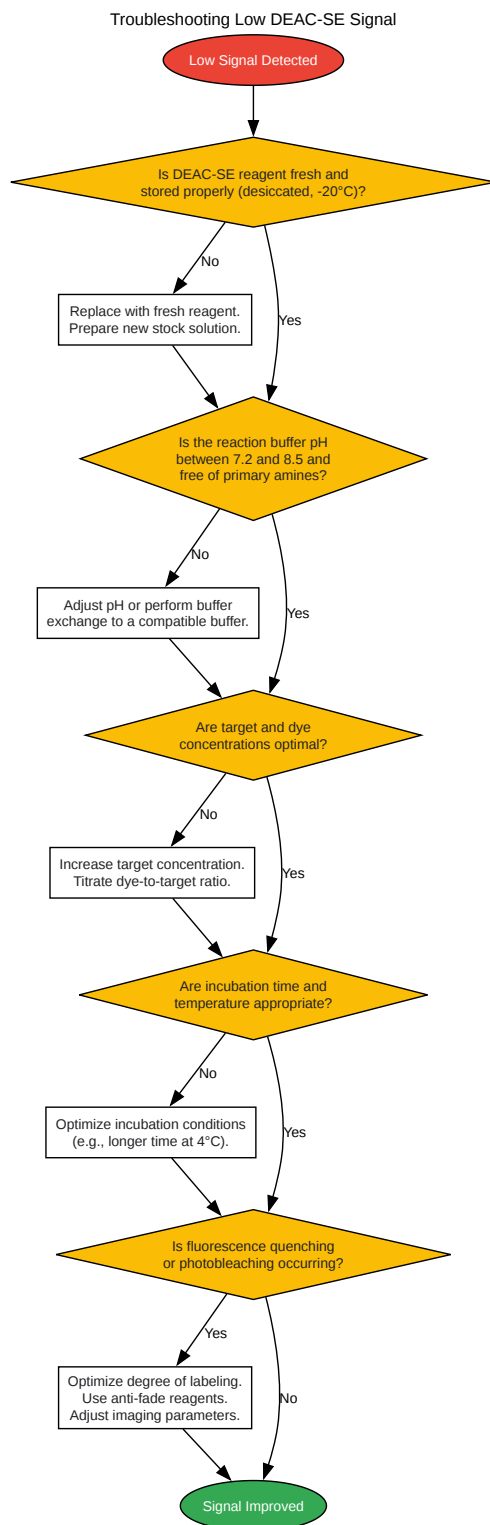 Troubleshooting Low DEAC-SE Signal
Low Signal Detected
Is DEAC-SE reagent fresh and
stored properly (desiccated, -20°C)?
No
Yes
Replace with fresh reagent.
Prepare new stock solution.
Is the reaction buffer pH
between 7.2 and 8.5 and
free of primary amines?
No
Yes
Adjust pH or perform buffer
exchange to a compatible buffer.
Are target and dye
concentrations optimal?
No
Yes
Increase target concentration.
Titrate dye-to-target ratio.
Are incubation time and
temperature appropriate?
No
Yes
Optimize incubation conditions
(e.g., longer time at 4°C).
Is fluorescence quenching
or photobleaching occurring?
Yes
No
Optimize degree of labeling.
Use anti-fade reagents.
Adjust imaging parameters.
Signal Improved